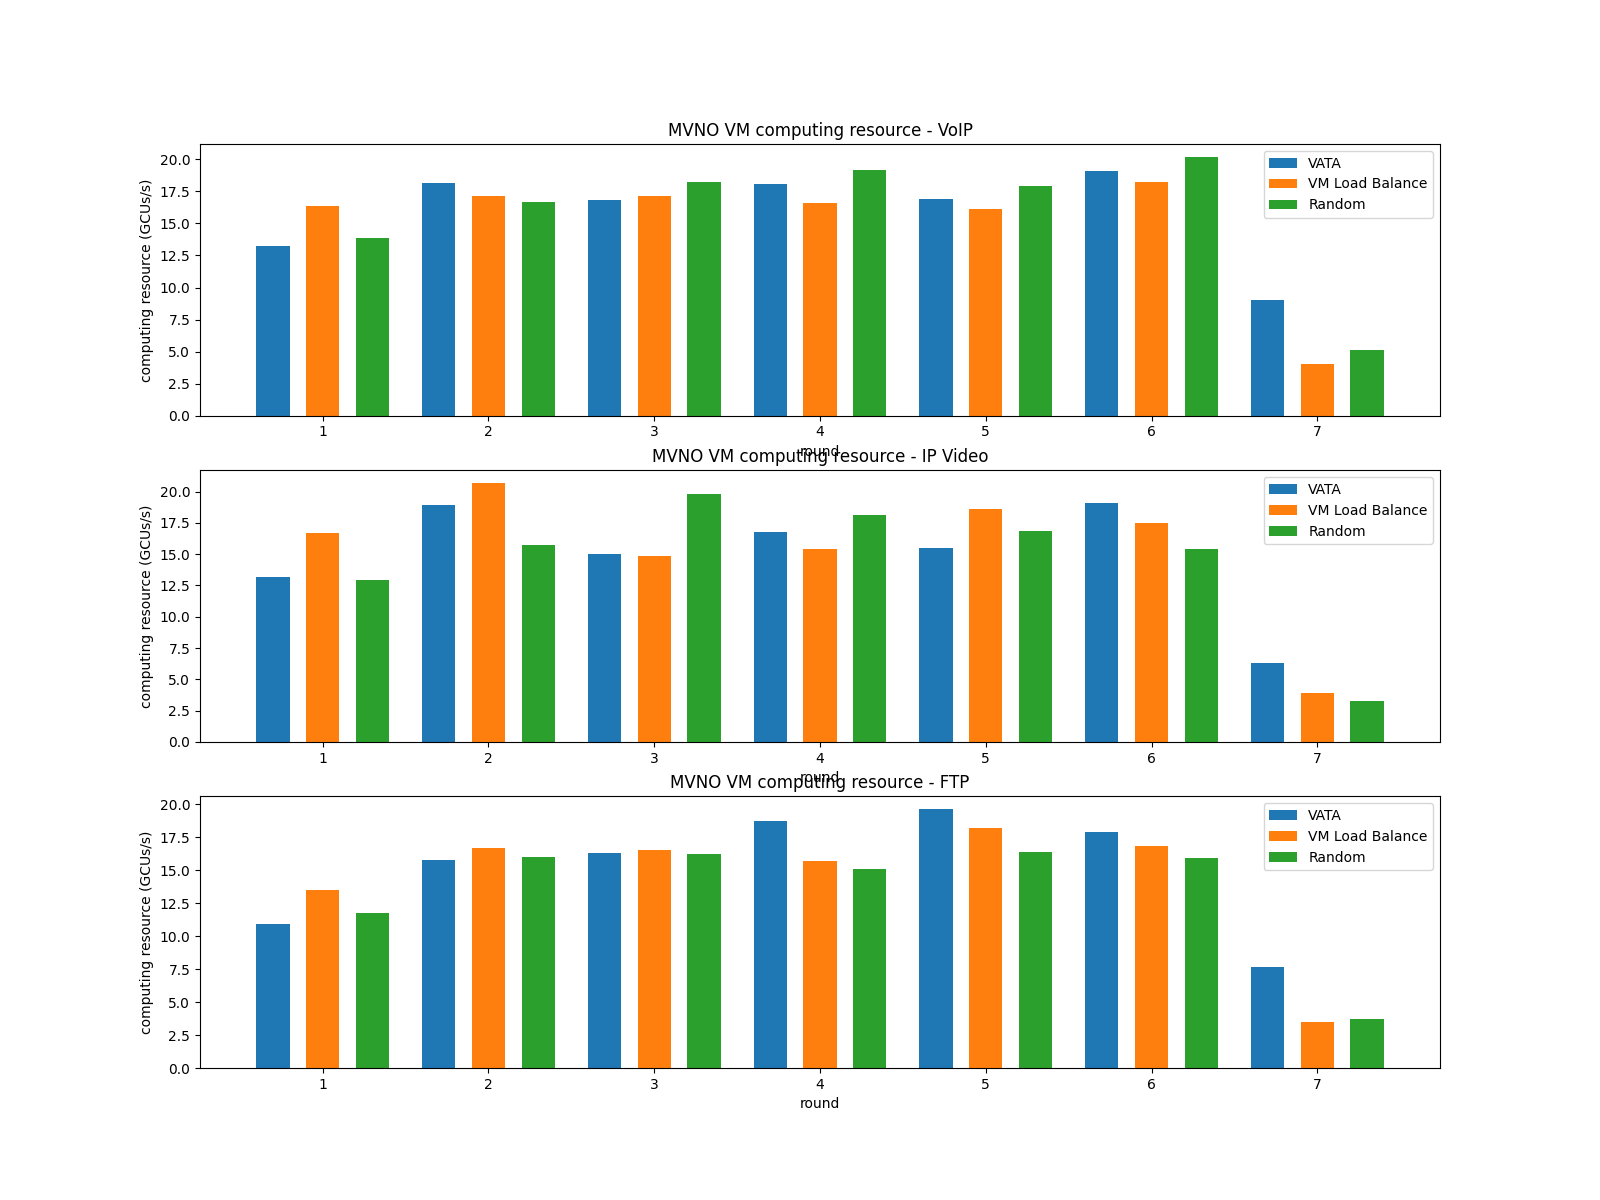 MVNO VM computing resource - VoIP
computing resource (GCUs/s)
20.0
17.5
15.0
12.5
10.0
7.5
5.0
2.5
0.0
VATA
VM Load Balance
Random
1 2 3 4 5 6 7
round
MVNO VM computing resource - IP Video
computing resource (GCUs/s)
20.0
17.5
15.0
12.5
10.0
7.5
5.0
2.5
0.0
VATA
VM Load Balance
Random
1 2 3 4 5 6 7
round
MVNO VM computing resource - FTP
computing resource (GCUs/s)
20.0
17.5
15.0
12.5
10.0
7.5
5.0
2.5
0.0
VATA
VM Load Balance
Random
1 2 3 4 5 6 7
round